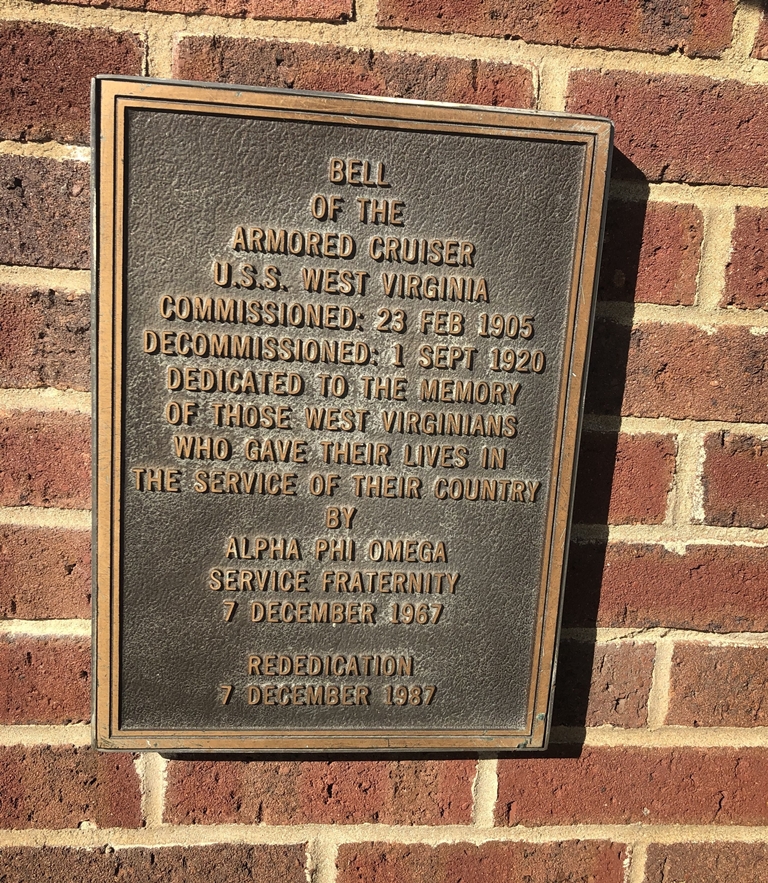 BELL
OF THE
ARMORED CRUISER
U.S.S. WEST VIRGINIA
COMMISSIONED: 23 FEB 1905
DECOMMISSIONED: 1 SEPT 1920
DEDICATED TO THE MEMORY
OF THOSE WEST VIRGINIANS
WHO GAVE THEIR LIVES IN
THE SERVICE OF THEIR COUNTRY
BY
ALPHA PHI OMEGA
SERVICE FRATERNITY
7 DECEMBER 1967
REDEDICATION
7 DECEMBER 1987